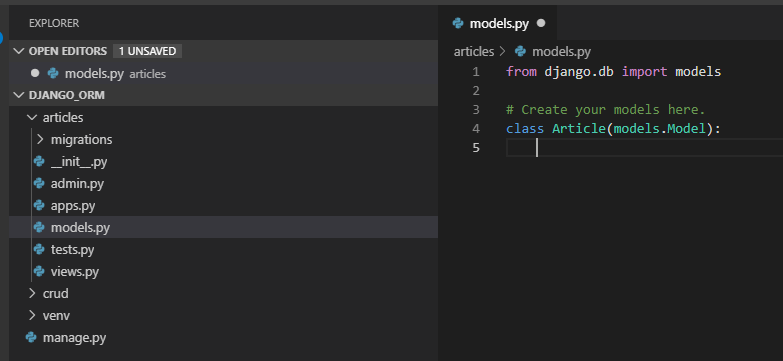 EXPLORER
OPEN EDITORS 1 UNSAVED
models.py articles
DJANGO_ORM
articles
migrations
__init__.py
admin.py
apps.py
models.py
tests.py
views.py
crud
venv
manage.py
models.py
articles > models.py
1 from django.db import models
2
3 # Create your models here.
4 class Article(models.Model):
5